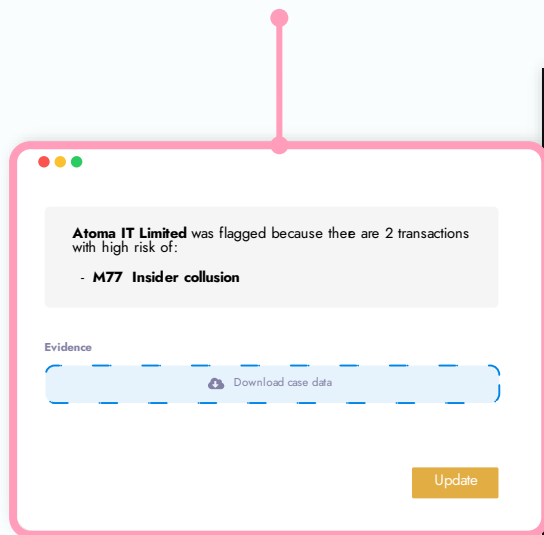 Atoma IT Limited was flagged because thee are 2 transactions
with high risk of:
- M77 Insider collusion
Evidence
Download case data
Update